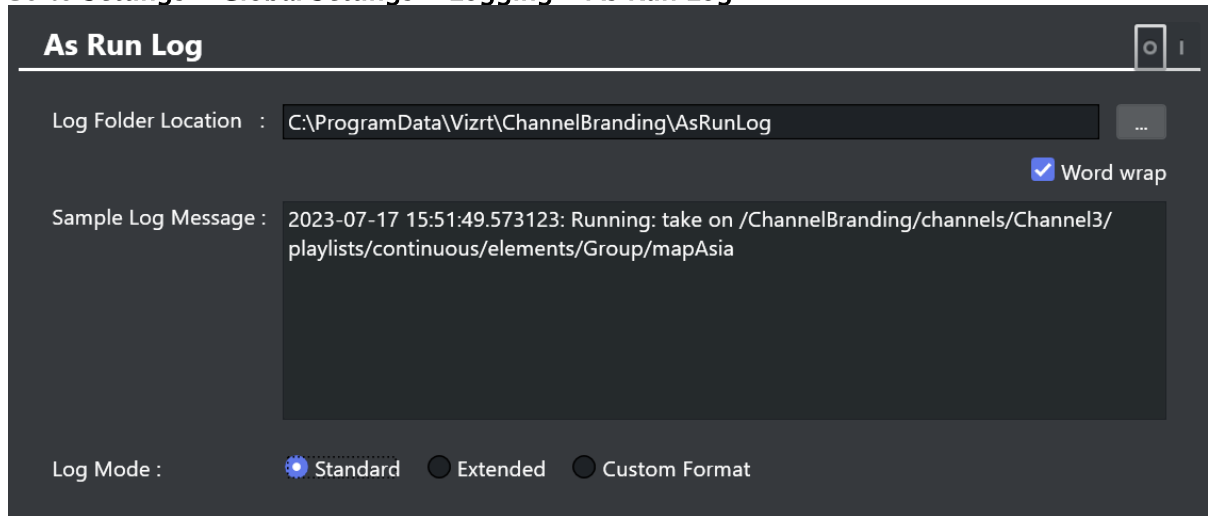 As Run Log
O I
Log Folder Location :
C:\ProgramData\Vizrt\ChannelBranding\AsRunLog
...
Word wrap
Sample Log Message :
2023-07-17 15:51:49.573123: Running: take on /ChannelBranding/channels/Channel3/
playlists/continuous/elements/Group/mapAsia
Log Mode :
Standard Extended Custom Format